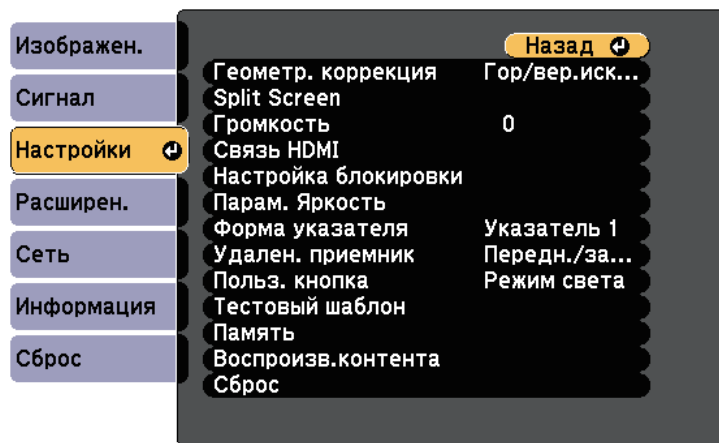 Изображен.
Сигнал
Настройки
Расширен.
Сеть
Информация
Сброс
Назад
Геометр. коррекция Гор/вер.иск...
Split Screen
Громкость 0
Связь HDMI
Настройка блокировки
Парам. Яркость
Форма указателя Указатель 1
Удален. приемник Передн./за...
Польз. кнопка Режим света
Тестовый шаблон
Память
Воспроизв.контента
Сброс